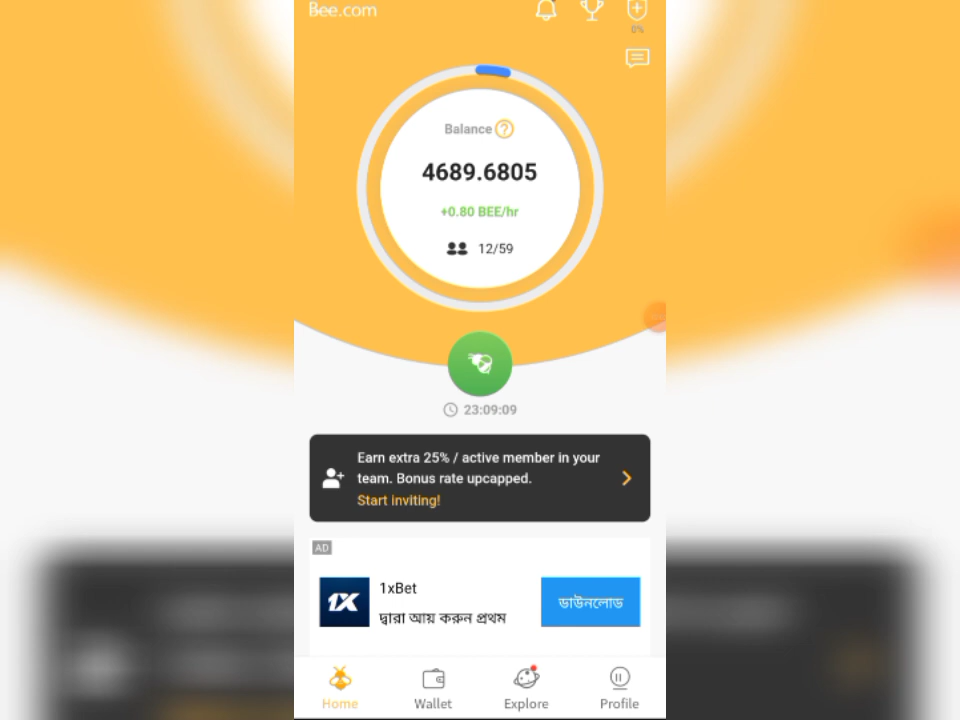 Bee.com
0%
Balance ?
4689.6805
+0.80 BEE/hr
12/59
23:09:09
Earn extra 25% / active member in your
team. Bonus rate upcapped.
Start inviting!
AD
1X
1xBet
দ্বারা আয় করুন প্রথম
ডাউনলোড
Home
Wallet
Explore
Profile